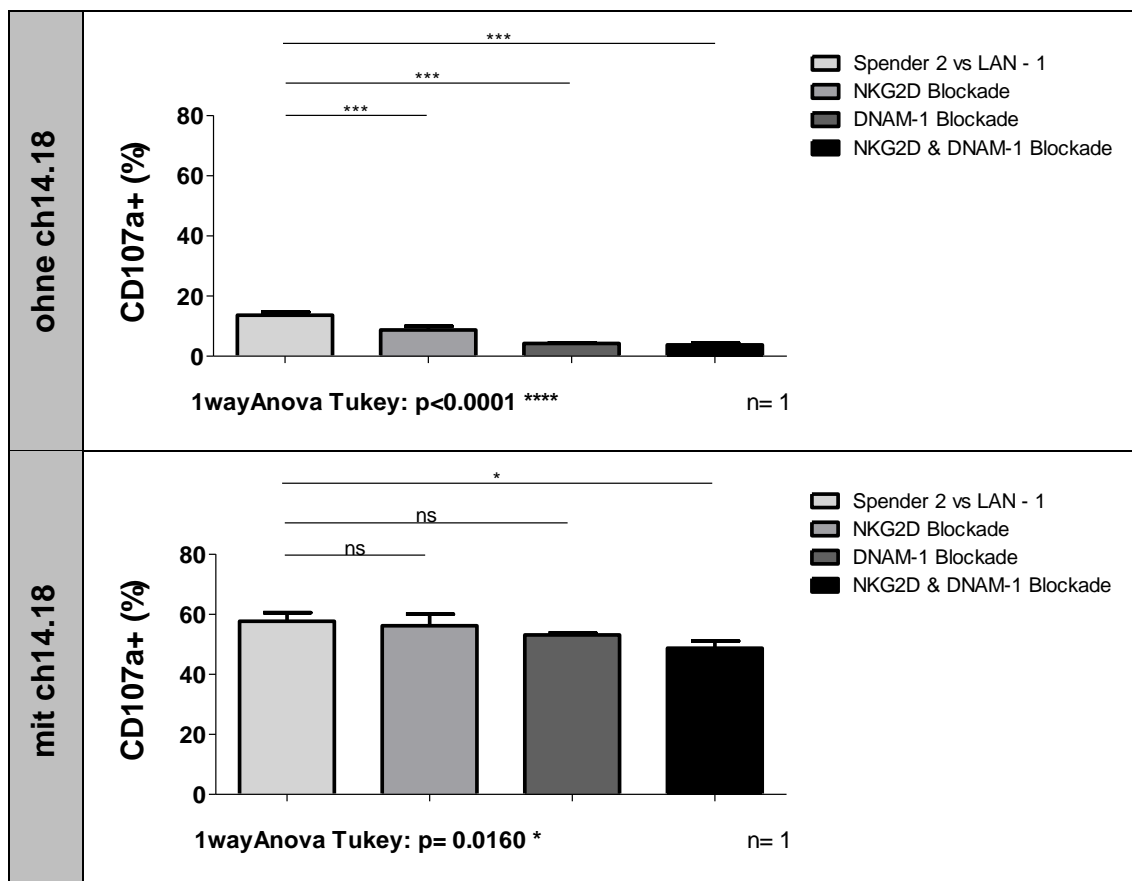 ohne ch14.18
***
***
***
CD107a+ (%)
80
60
40
20
0
Spender 2 vs LAN - 1
NKG2D Blockade
DNAM-1 Blockade
NKG2D & DNAM-1 Blockade
1wayAnova Tukey: p<0.0001 ****
n= 1
mit ch14.18
*
ns
ns
CD107a+ (%)
80
60
40
20
0
Spender 2 vs LAN - 1
NKG2D Blockade
DNAM-1 Blockade
NKG2D & DNAM-1 Blockade
1wayAnova Tukey: p= 0.0160 *
n= 1